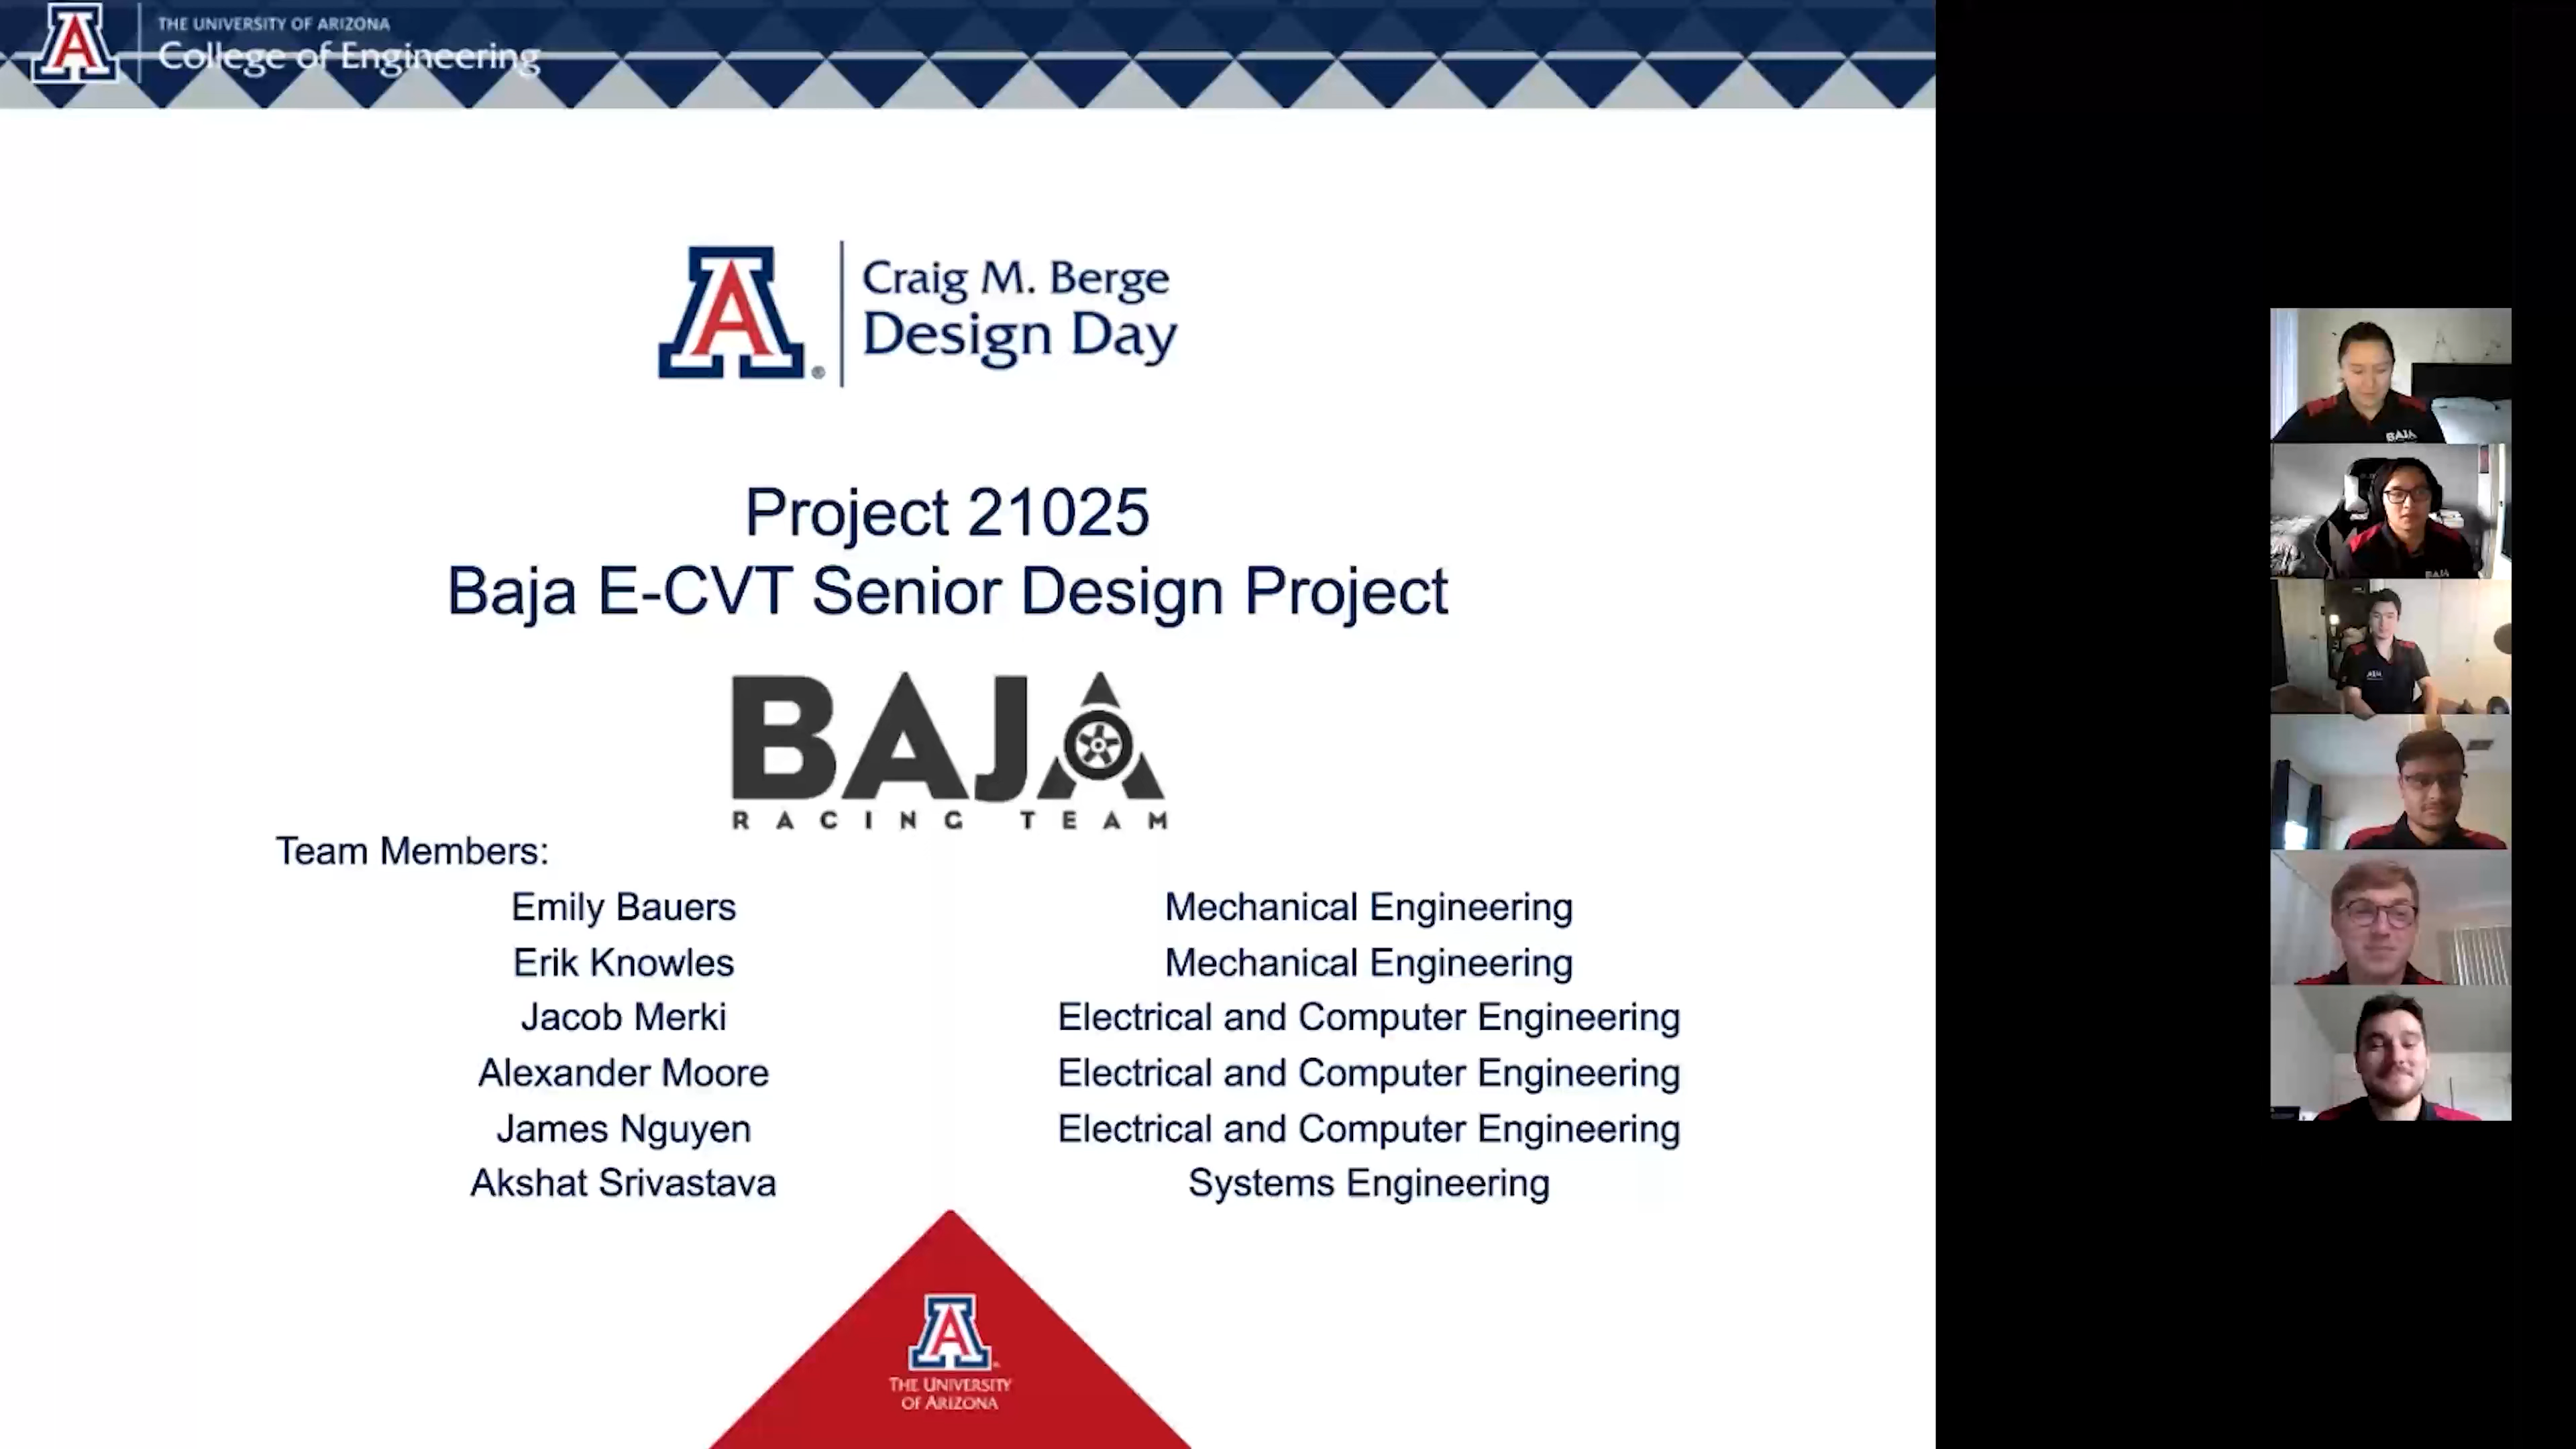 THE UNIVERSITY OF ARIZONA
College of Engineering
Craig M. Berge
Design Day
Project 21025
Baja E-CVT Senior Design Project
BAJA
RACING TEAM
Team Members:
Emily Bauers Mechanical Engineering
Erik Knowles Mechanical Engineering
Jacob Merki Electrical and Computer Engineering
Alexander Moore Electrical and Computer Engineering
James Nguyen Electrical and Computer Engineering
Akshat Srivastava Systems Engineering
A
THE UNIVERSITY
OF ARIZONA
BAJA
BAJA